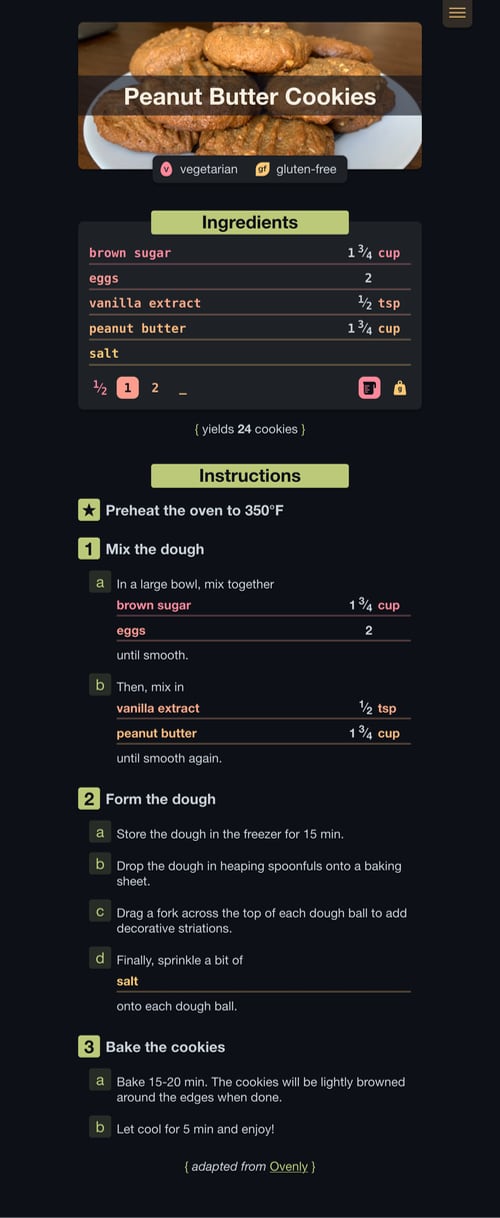 Peanut Butter Cookies
v vegetarian gf gluten-free
Ingredients
brown sugar 1 3/4 cup
eggs 2
vanilla extract 1/2 tsp
peanut butter 1 3/4 cup
salt
1/2 1 2 _ g
{ yields 24 cookies }
Instructions
★ Preheat the oven to 350°F
1 Mix the dough
a In a large bowl, mix together
brown sugar 1 3/4 cup
eggs 2
until smooth.
b Then, mix in
vanilla extract 1/2 tsp
peanut butter 1 3/4 cup
until smooth again.
2 Form the dough
a Store the dough in the freezer for 15 min.
b Drop the dough in heaping spoonfuls onto a baking
sheet.
c Drag a fork across the top of each dough ball to add
decorative striations.
d Finally, sprinkle a bit of
salt
onto each dough ball.
3 Bake the cookies
a Bake 15-20 min. The cookies will be lightly browned
around the edges when done.
b Let cool for 5 min and enjoy!
{ adapted from Ovenly }